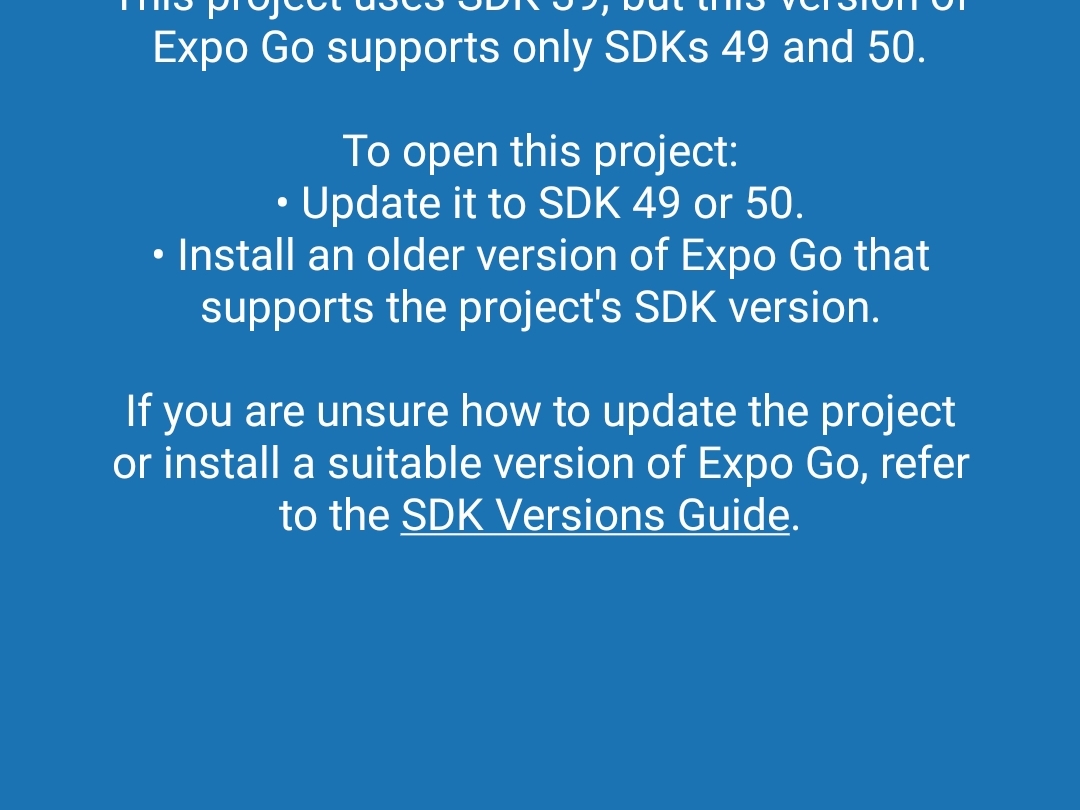 This project uses SDK 39, but this version of
Expo Go supports only SDKs 49 and 50.
To open this project:
• Update it to SDK 49 or 50.
• Install an older version of Expo Go that
supports the project's SDK version.
If you are unsure how to update the project
or install a suitable version of Expo Go, refer
to the SDK Versions Guide.